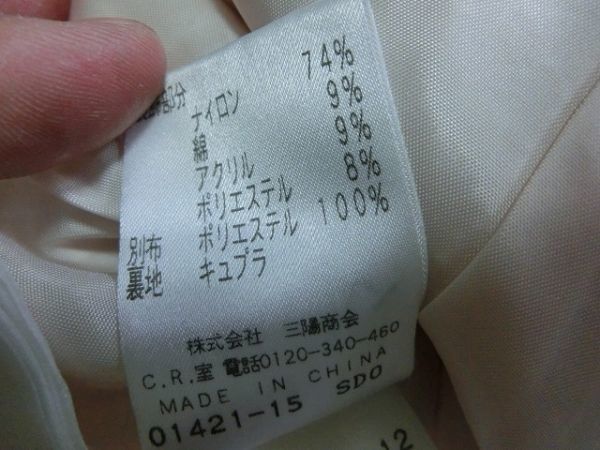 部分 ナイロン 74%
綿 9%
アクリル 9%
ポリエステル 8%
別布 ポリエステル 100%
裏地 キュプラ
株式会社 三陽商会
C.R.室 電話0120-340-460
MADE IN CHINA
01421-15 SDO
12